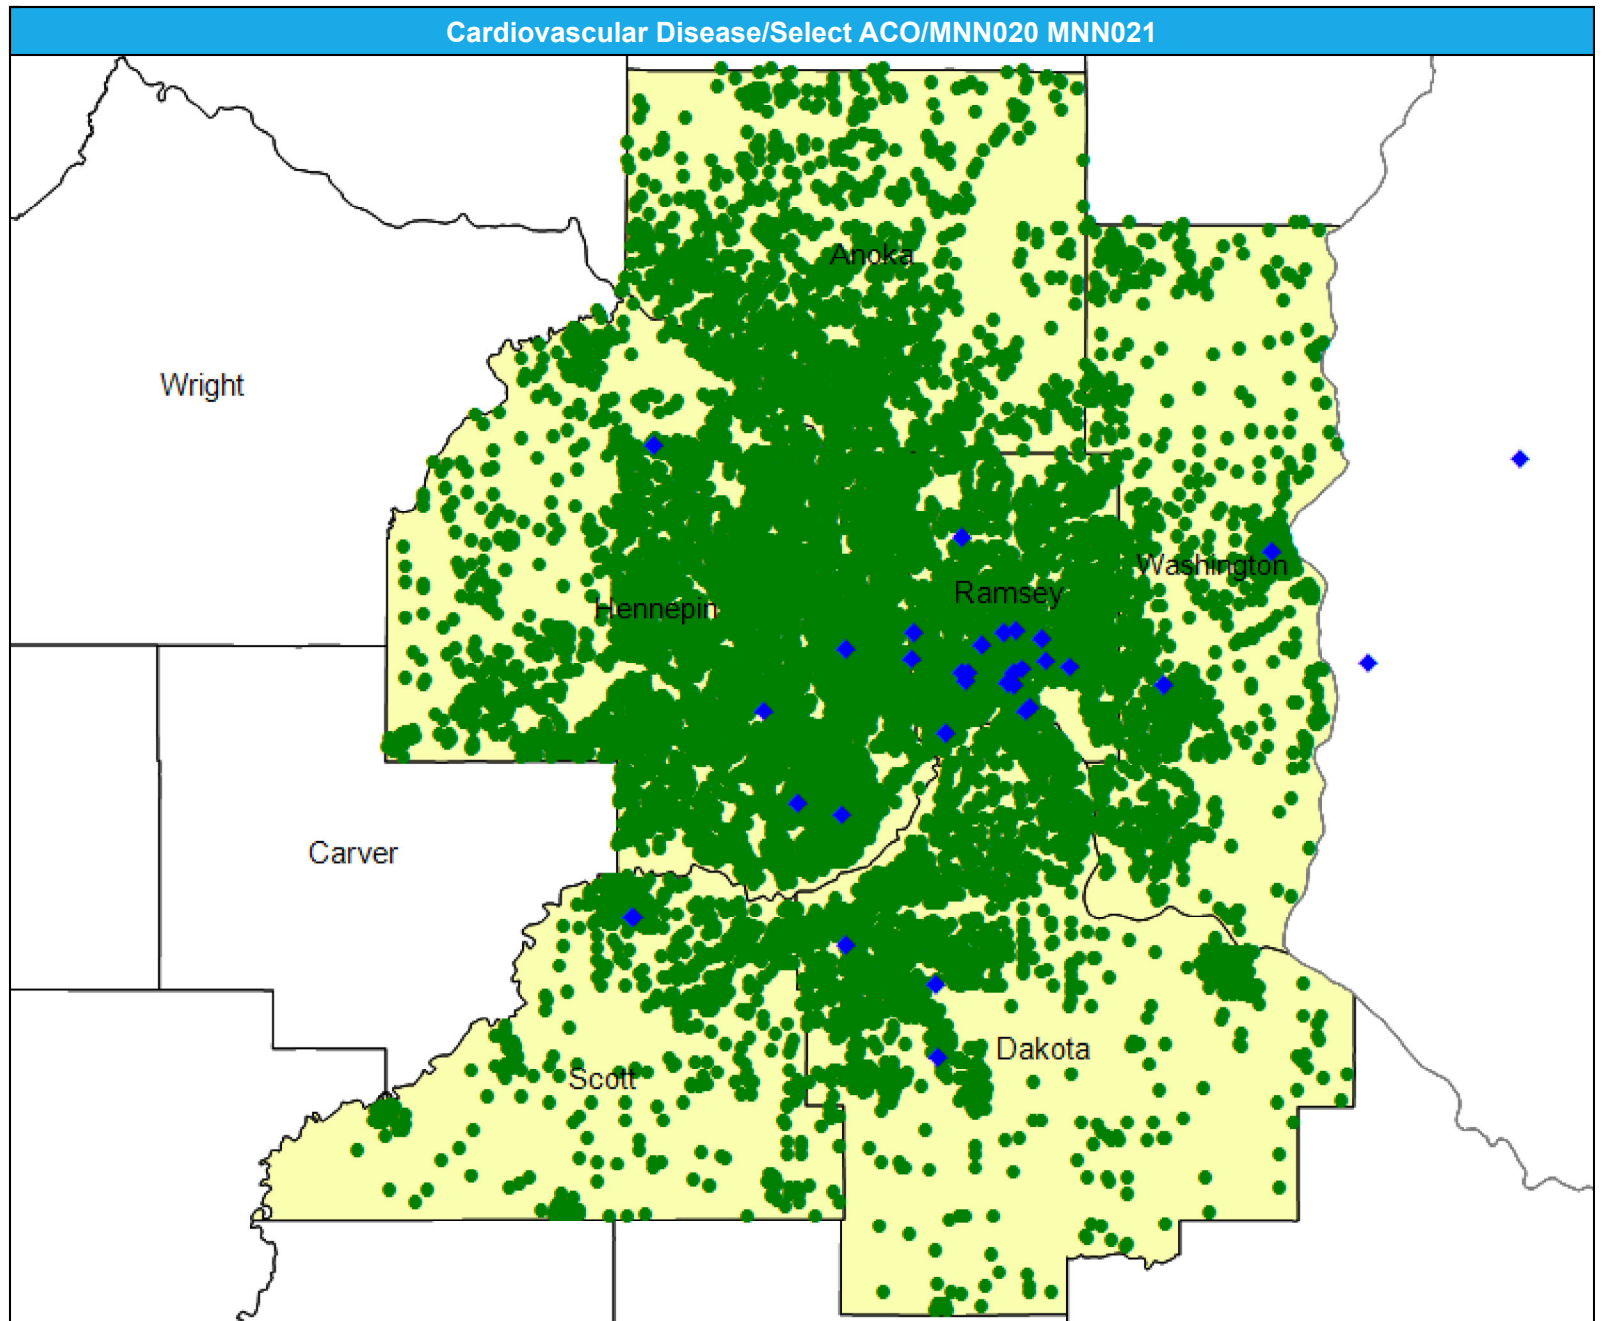 Cardiovascular Disease/Select ACO/MNN020 MNN021
Anoka
Wright
Washington
Ramsey
Hennepin
Carver
Dakota
Scott